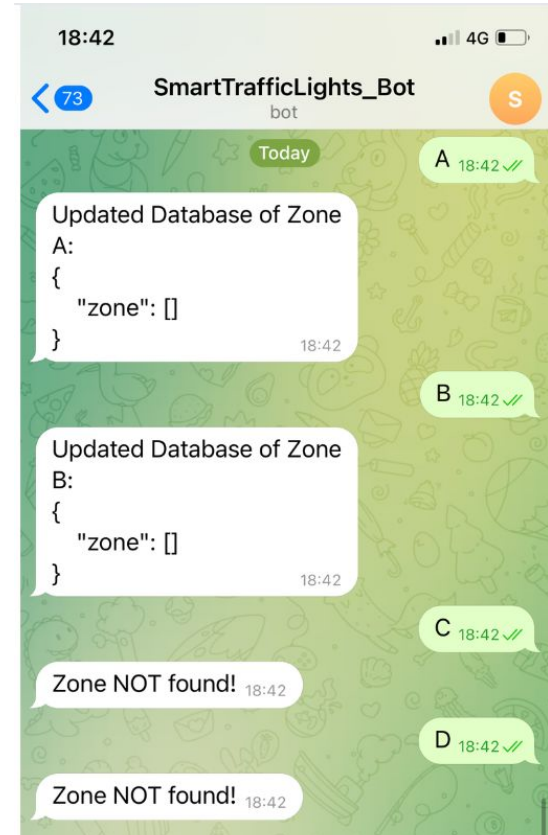 18:42
4G
73
SmartTrafficLights_Bot
bot
S
Today
A 18:42
Updated Database of Zone
A:
{
"zone": []
}
18:42
B 18:42
Updated Database of Zone
B:
{
"zone": []
}
18:42
C 18:42
Zone NOT found! 18:42
D 18:42
Zone NOT found! 18:42